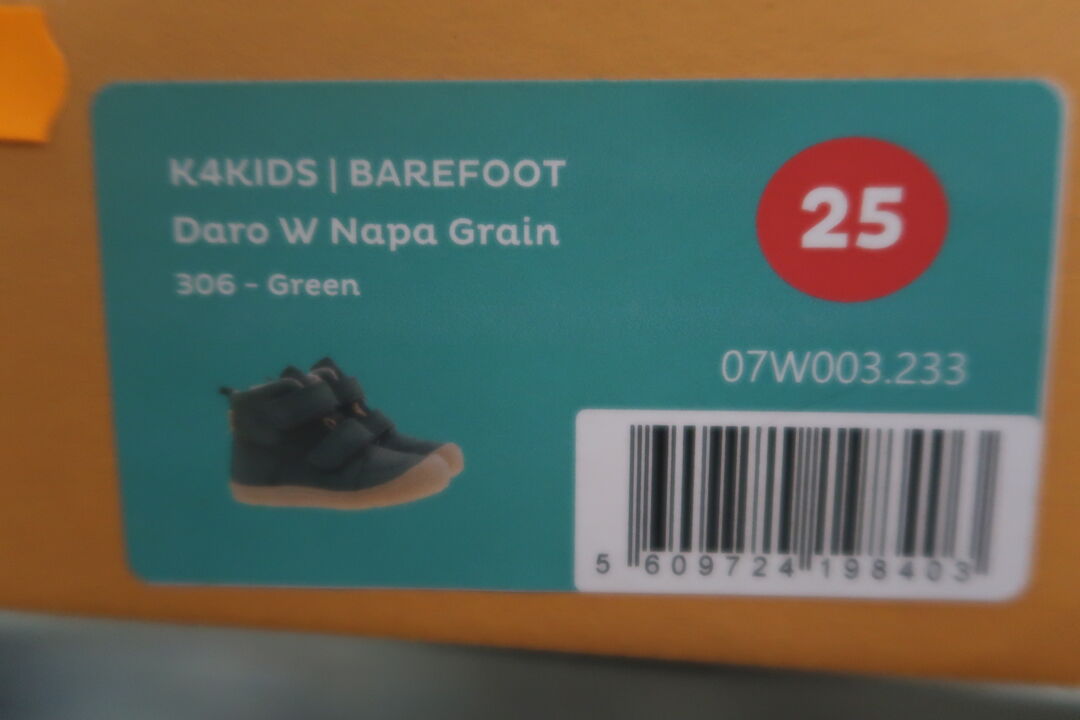 K4KIDS | BAREFOOT
Daro W Napa Grain
306 - Green
25
07W003.233
5 609724 198403